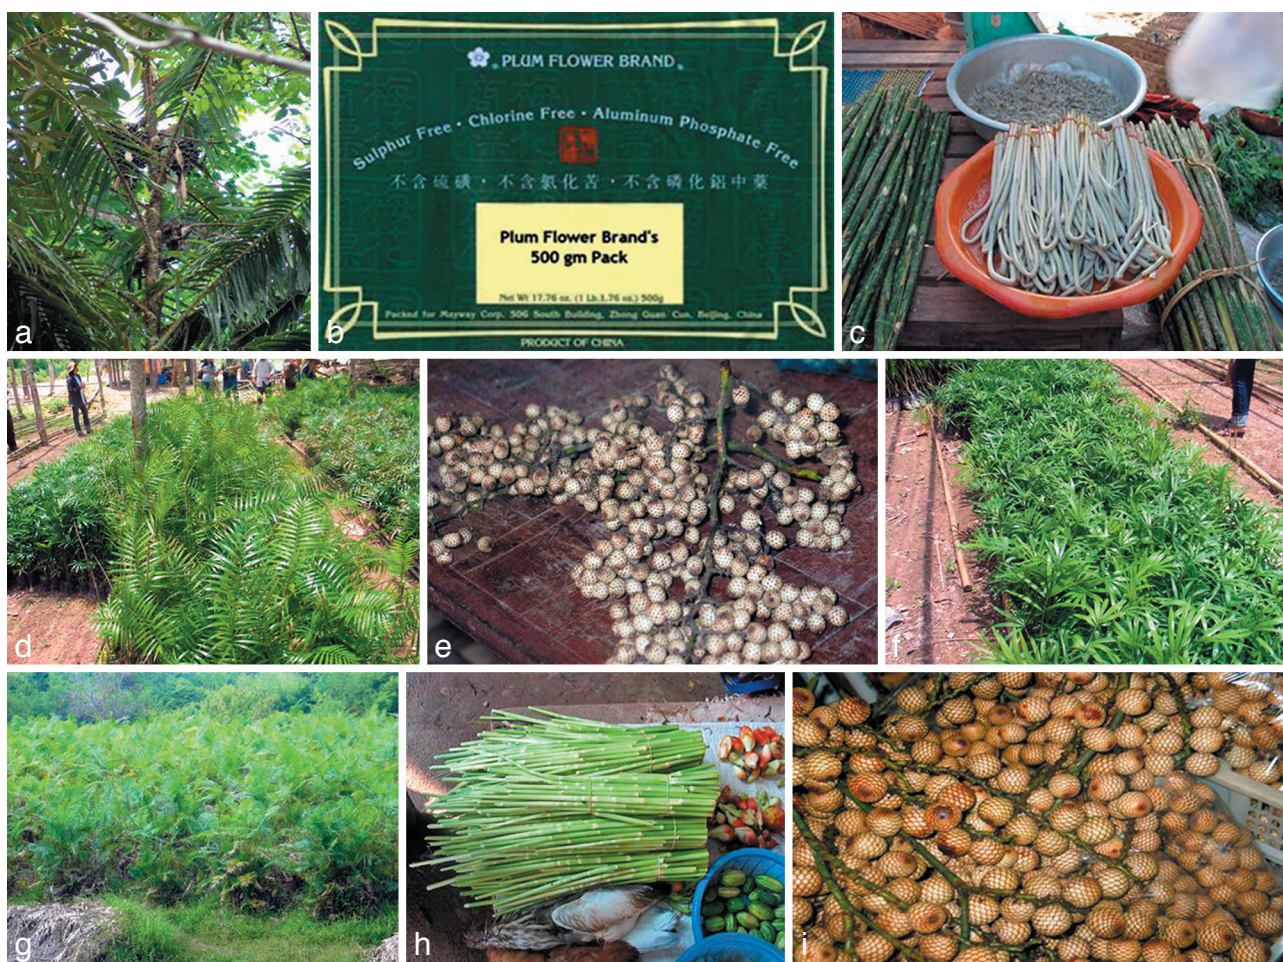 a
b
PLUM FLOWER BRAND®
Sulphur Free • Chlorine Free • Aluminum Phosphate Free
不含硫磺，不含氯化苦，不含磷化鋁中藥
Plum Flower Brand's
500 gm Pack
Net Wt 17.76 oz. (1 Lb.1.76 oz.) 500g
Packed for Mayway Corp. 506 South Building, Zhong Guan Cun, Beijing, China
PRODUCT OF CHINA
c
d
e
f
g
h
i